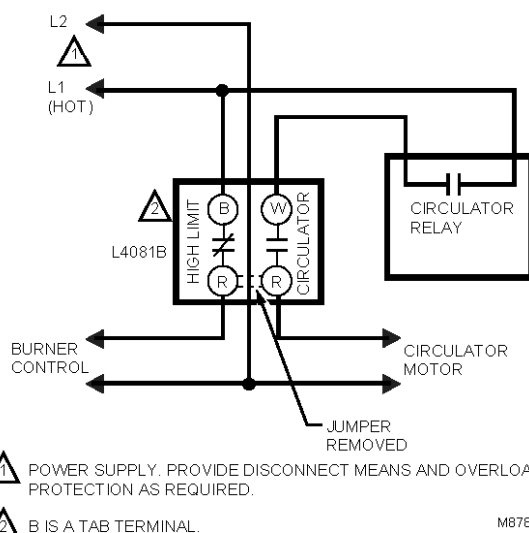 L2
1
L1
(HOT)
2
B
W
HIGH LIMIT
CIRCULATOR
L4081B
R
R
CIRCULATOR
RELAY
BURNER
CONTROL
CIRCULATOR
MOTOR
JUMPER
REMOVED
1 POWER SUPPLY. PROVIDE DISCONNECT MEANS AND OVERLOA
PROTECTION AS REQUIRED.
2 B IS A TAB TERMINAL.
M878